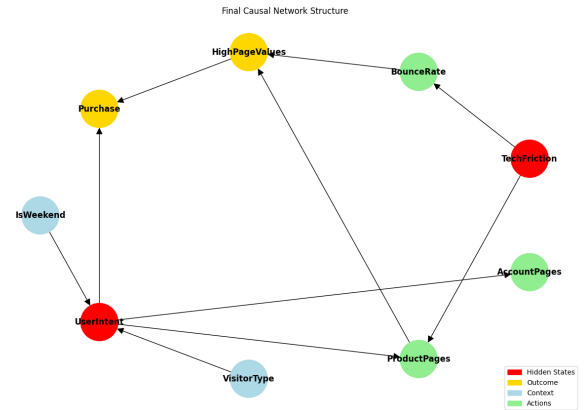 Final Causal Network Structure
HighPageValues
BounceRate
Purchase
TechFriction
IsWeekend
AccountPages
UserIntent
ProductPages
VisitorType
Hidden States
Outcome
Context
Actions